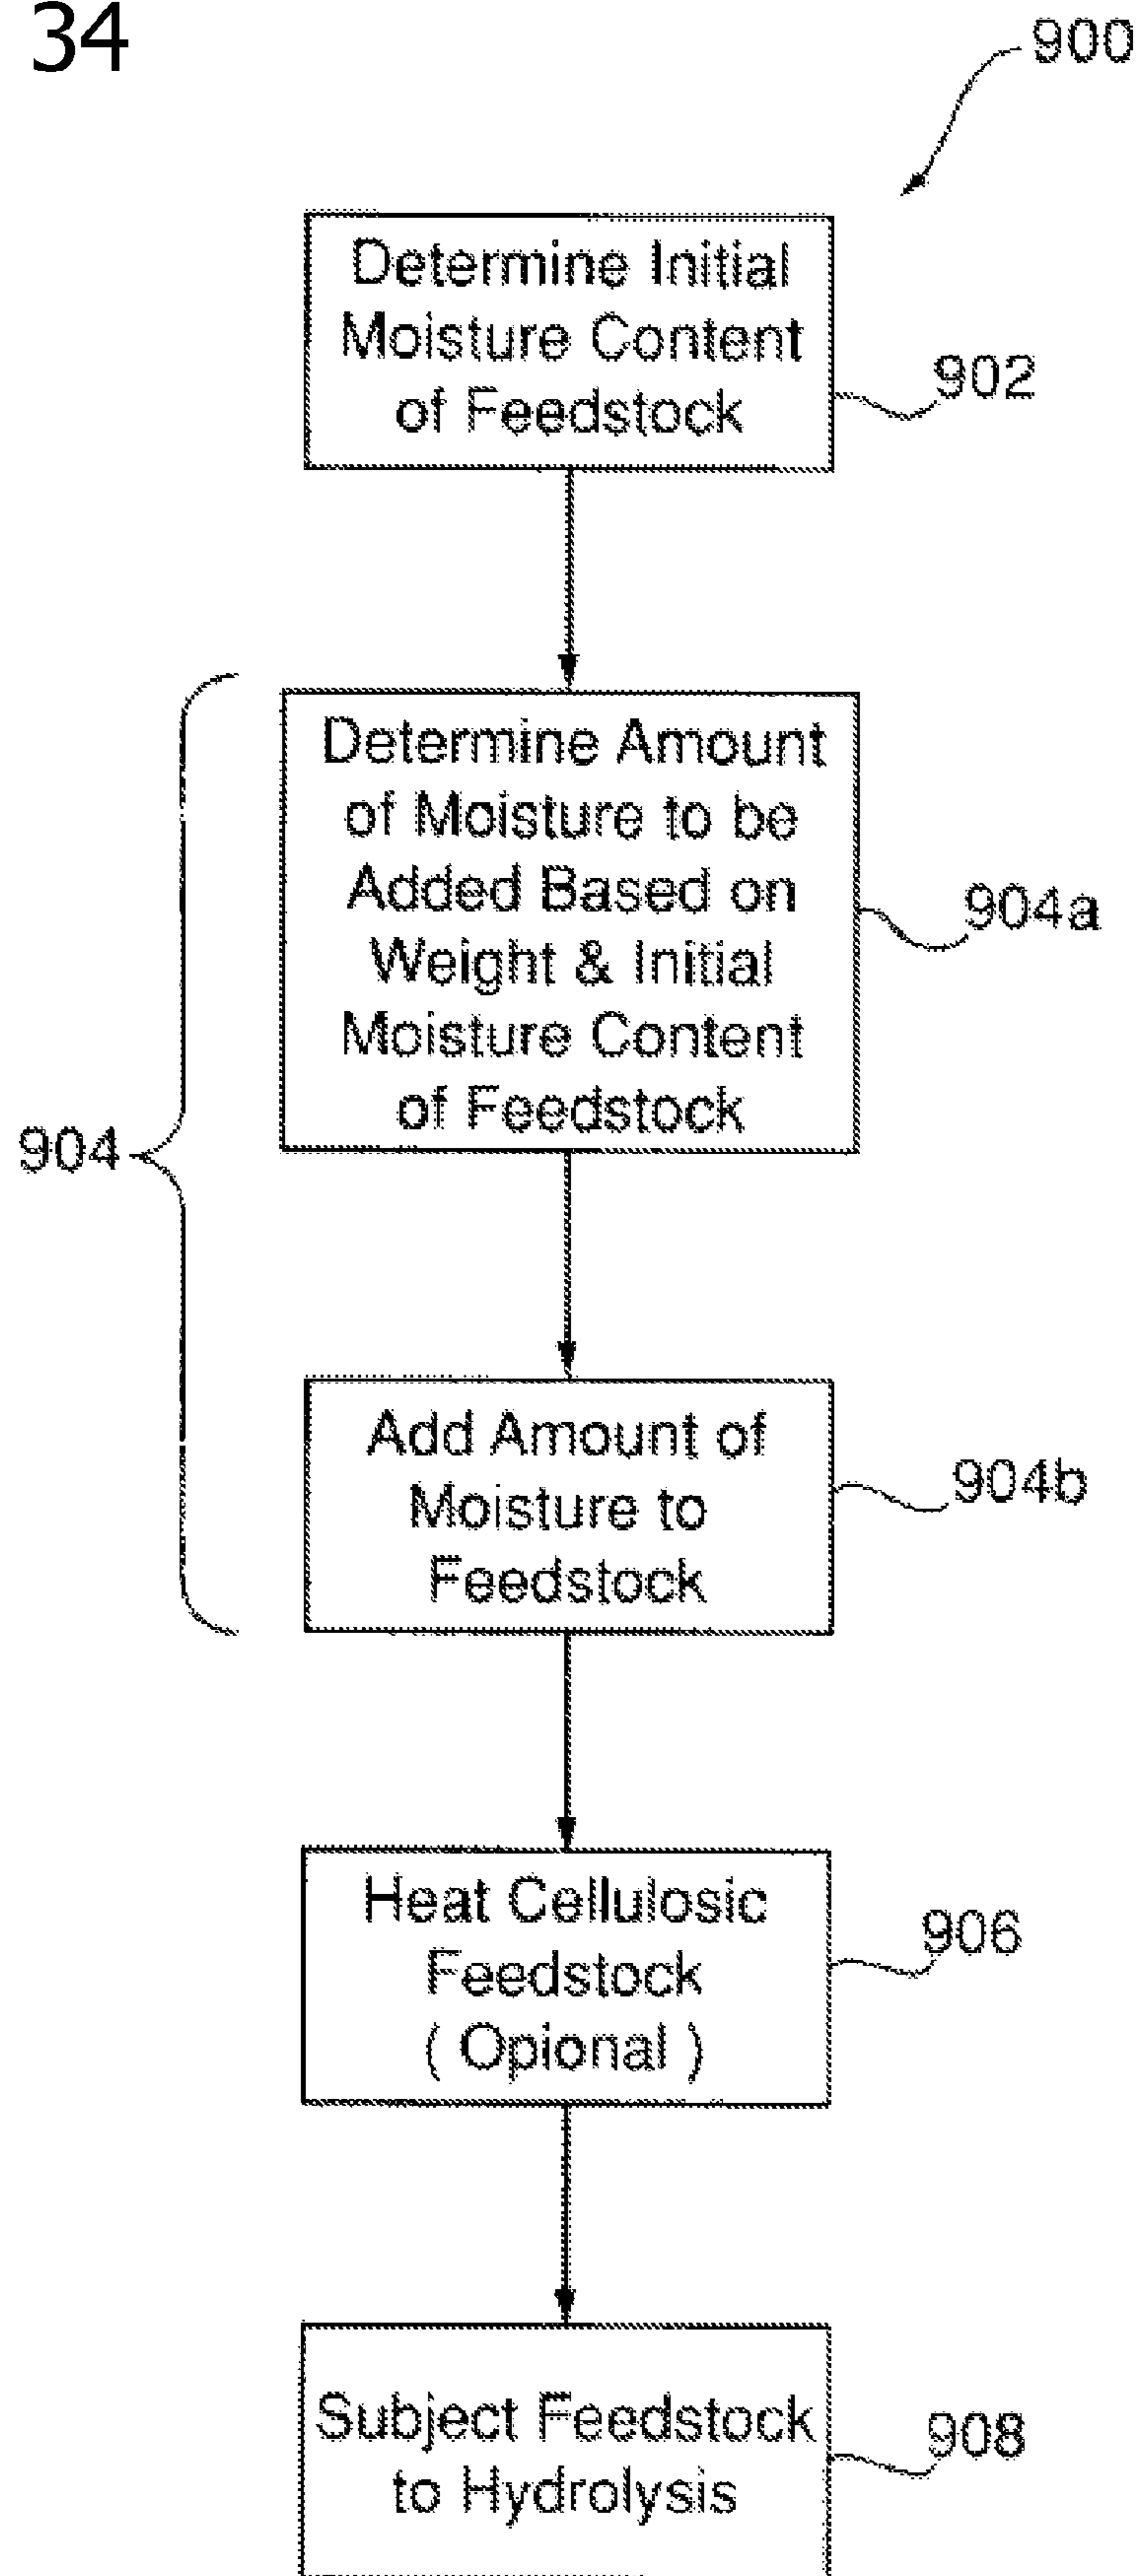 34
900
Determine Initial
Moisture Content
of Feedstock
902
Determine Amount
of Moisture to be
Added Based on
Weight & Initial
Moisture Content
of Feedstock
904a
904
Add Amount of
Moisture to
Feedstock
904b
Heat Cellulosic
Feedstock
( Opional )
906
Subject Feedstock
to Hydrolysis
908